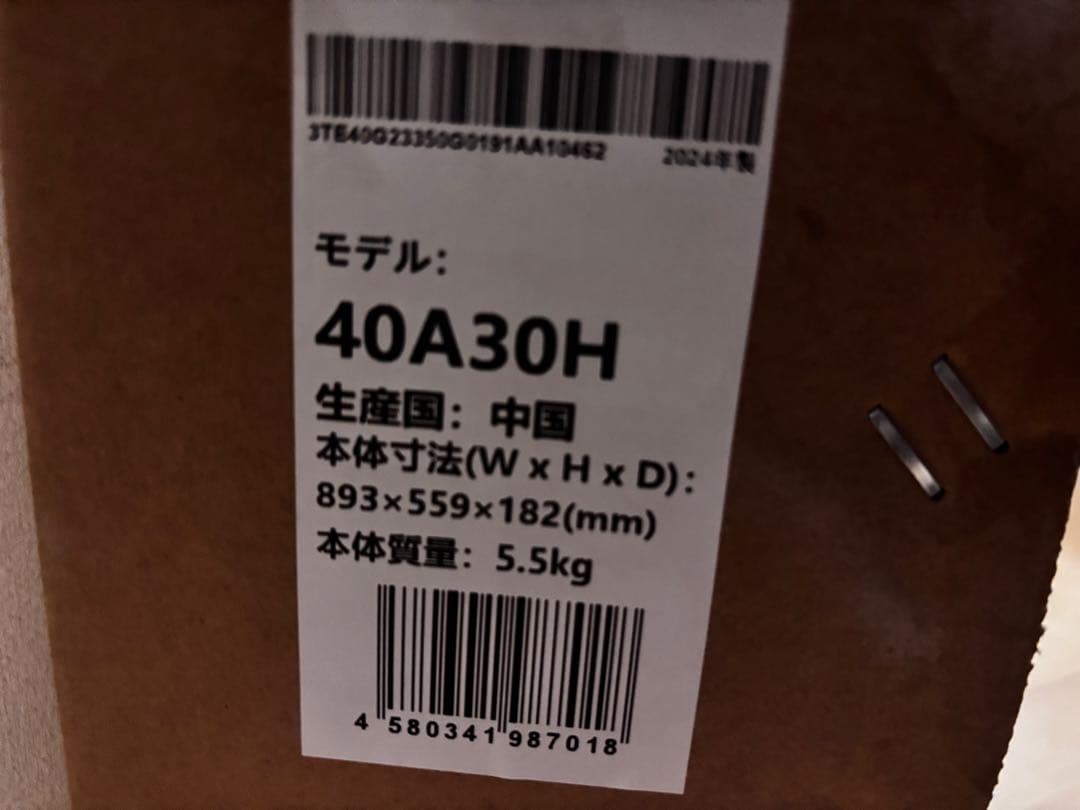 3TE40G23350G0191AA10462 2024年製
モデル：
40A30H
生産国：中国
本体寸法(W x H x D)：
893×559×182(mm)
本体質量：5.5kg
4 580341 987018